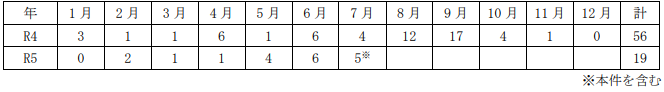 年 1月 2月 3月 4月 5月 6月 7月 8月 9月 10月 11月 12月 計
R4 3 1 1 6 1 6 4 12 17 4 1 0 56
R5 0 2 1 1 4 6 5※ 19
※本件を含む